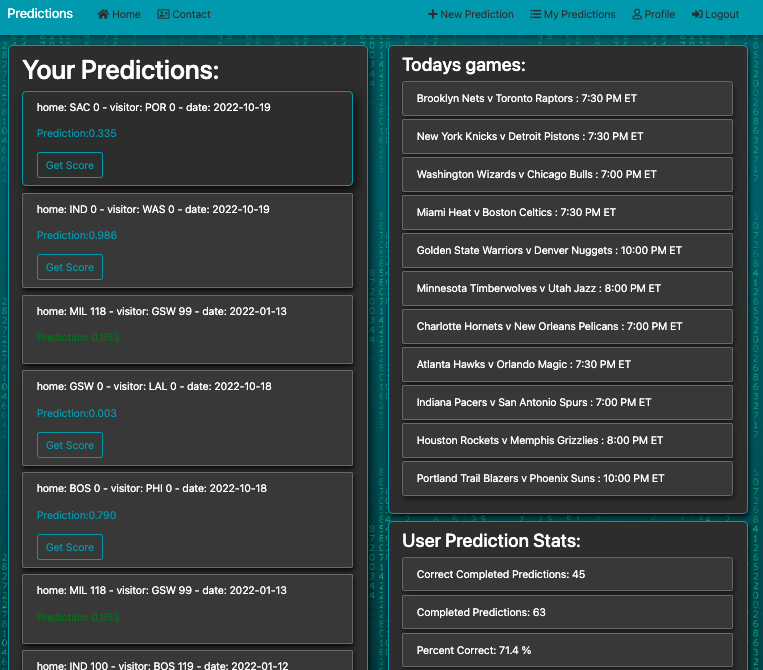 Predictions Home Contact New Prediction My Predictions Profile Logout
Your Predictions:
home: SAC 0 - visitor: POR 0 - date: 2022-10-19
Prediction:0.335
Get Score
home: IND 0 - visitor: WAS 0 - date: 2022-10-19
Prediction:0.986
Get Score
home: MIL 118 - visitor: GSW 99 - date: 2022-01-13
Prediction: 0.953
home: GSW 0 - visitor: LAL 0 - date: 2022-10-18
Prediction:0.003
Get Score
home: BOS 0 - visitor: PHI 0 - date: 2022-10-18
Prediction:0.790
Get Score
home: MIL 118 - visitor: GSW 99 - date: 2022-01-13
Prediction: 0.953
home: IND 100 - visitor: BOS 119 - date: 2022-01-12
Todays games:
Brooklyn Nets v Toronto Raptors : 7:30 PM ET
New York Knicks v Detroit Pistons : 7:30 PM ET
Washington Wizards v Chicago Bulls : 7:00 PM ET
Miami Heat v Boston Celtics : 7:30 PM ET
Golden State Warriors v Denver Nuggets : 10:00 PM ET
Minnesota Timberwolves v Utah Jazz : 8:00 PM ET
Charlotte Hornets v New Orleans Pelicans : 7:00 PM ET
Atlanta Hawks v Orlando Magic : 7:30 PM ET
Indiana Pacers v San Antonio Spurs : 7:00 PM ET
Houston Rockets v Memphis Grizzlies : 8:00 PM ET
Portland Trail Blazers v Phoenix Suns : 10:00 PM ET
User Prediction Stats:
Correct Completed Predictions: 45
Completed Predictions: 63
Percent Correct: 71.4 %